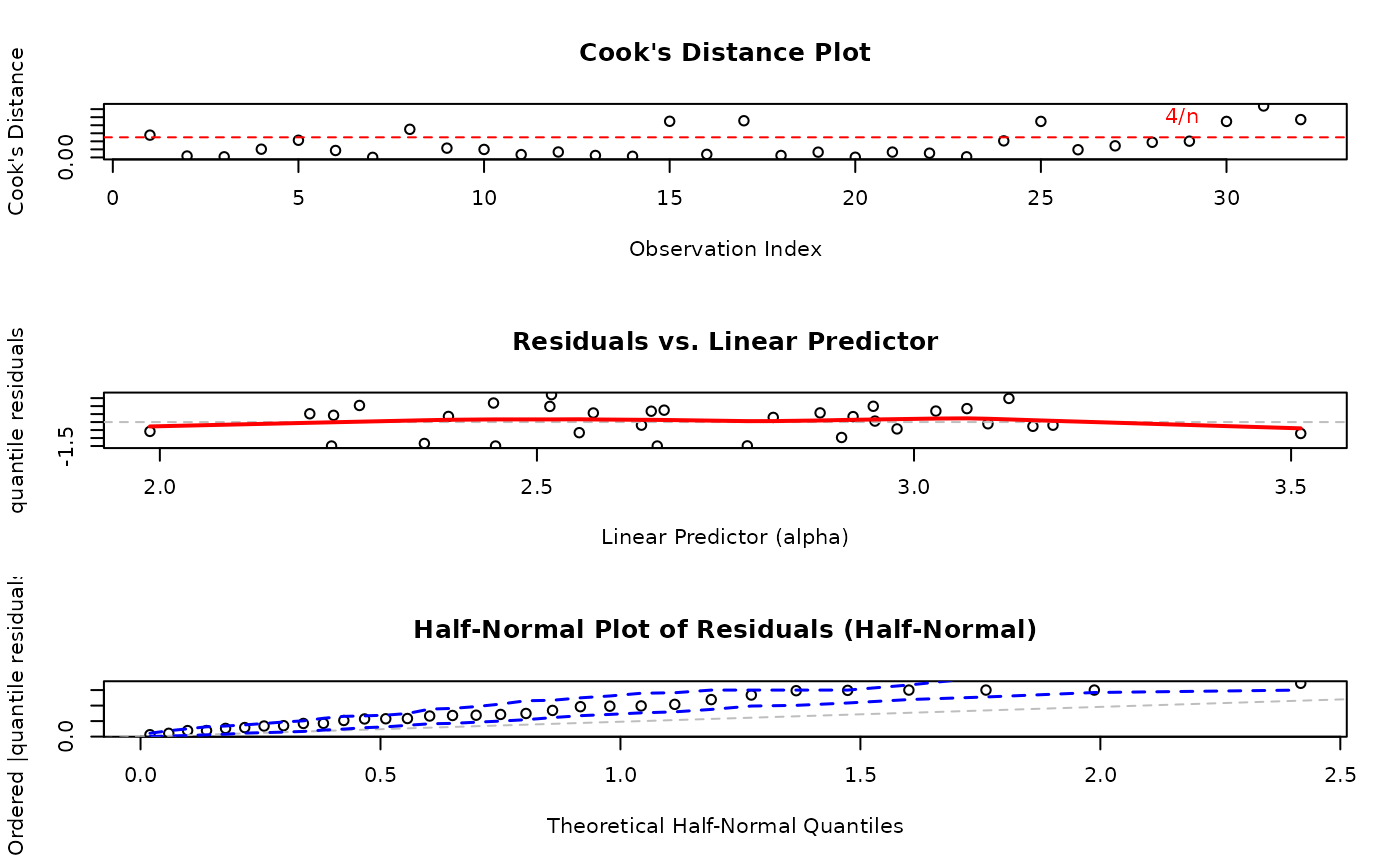 Cook's Distance Plot
Cook's Distance
0.00
4/n
0 5 10 15 20 25 30
Observation Index
Residuals vs. Linear Predictor
quantile residuals
-1.5
2.0 2.5 3.0 3.5
Linear Predictor (alpha)
Half-Normal Plot of Residuals (Half-Normal)
Ordered |quantile residuals
0.0
0.0 0.5 1.0 1.5 2.0 2.5
Theoretical Half-Normal Quantiles